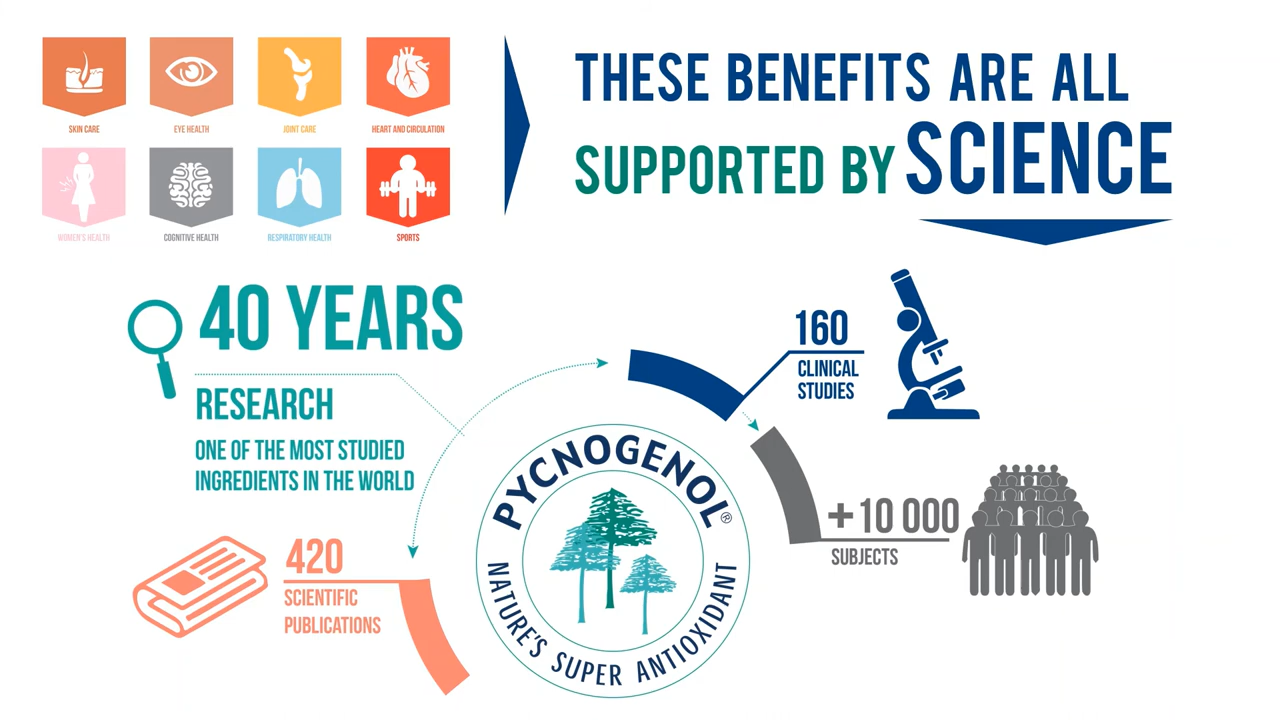 SKIN CARE
EYE HEALTH
JOINT CARE
HEART AND CIRCULATION
WOMEN'S HEALTH
COGNITIVE HEALTH
RESPIRATORY HEALTH
SPORTS
THESE BENEFITS ARE ALL
SUPPORTED BY SCIENCE
40 YEARS
RESEARCH
ONE OF THE MOST STUDIED
INGREDIENTS IN THE WORLD
160
CLINICAL
STUDIES
+10 000
SUBJECTS
420
SCIENTIFIC
PUBLICATIONS
PYCNOGENOL®
NATURE'S SUPER ANTIOXIDANT